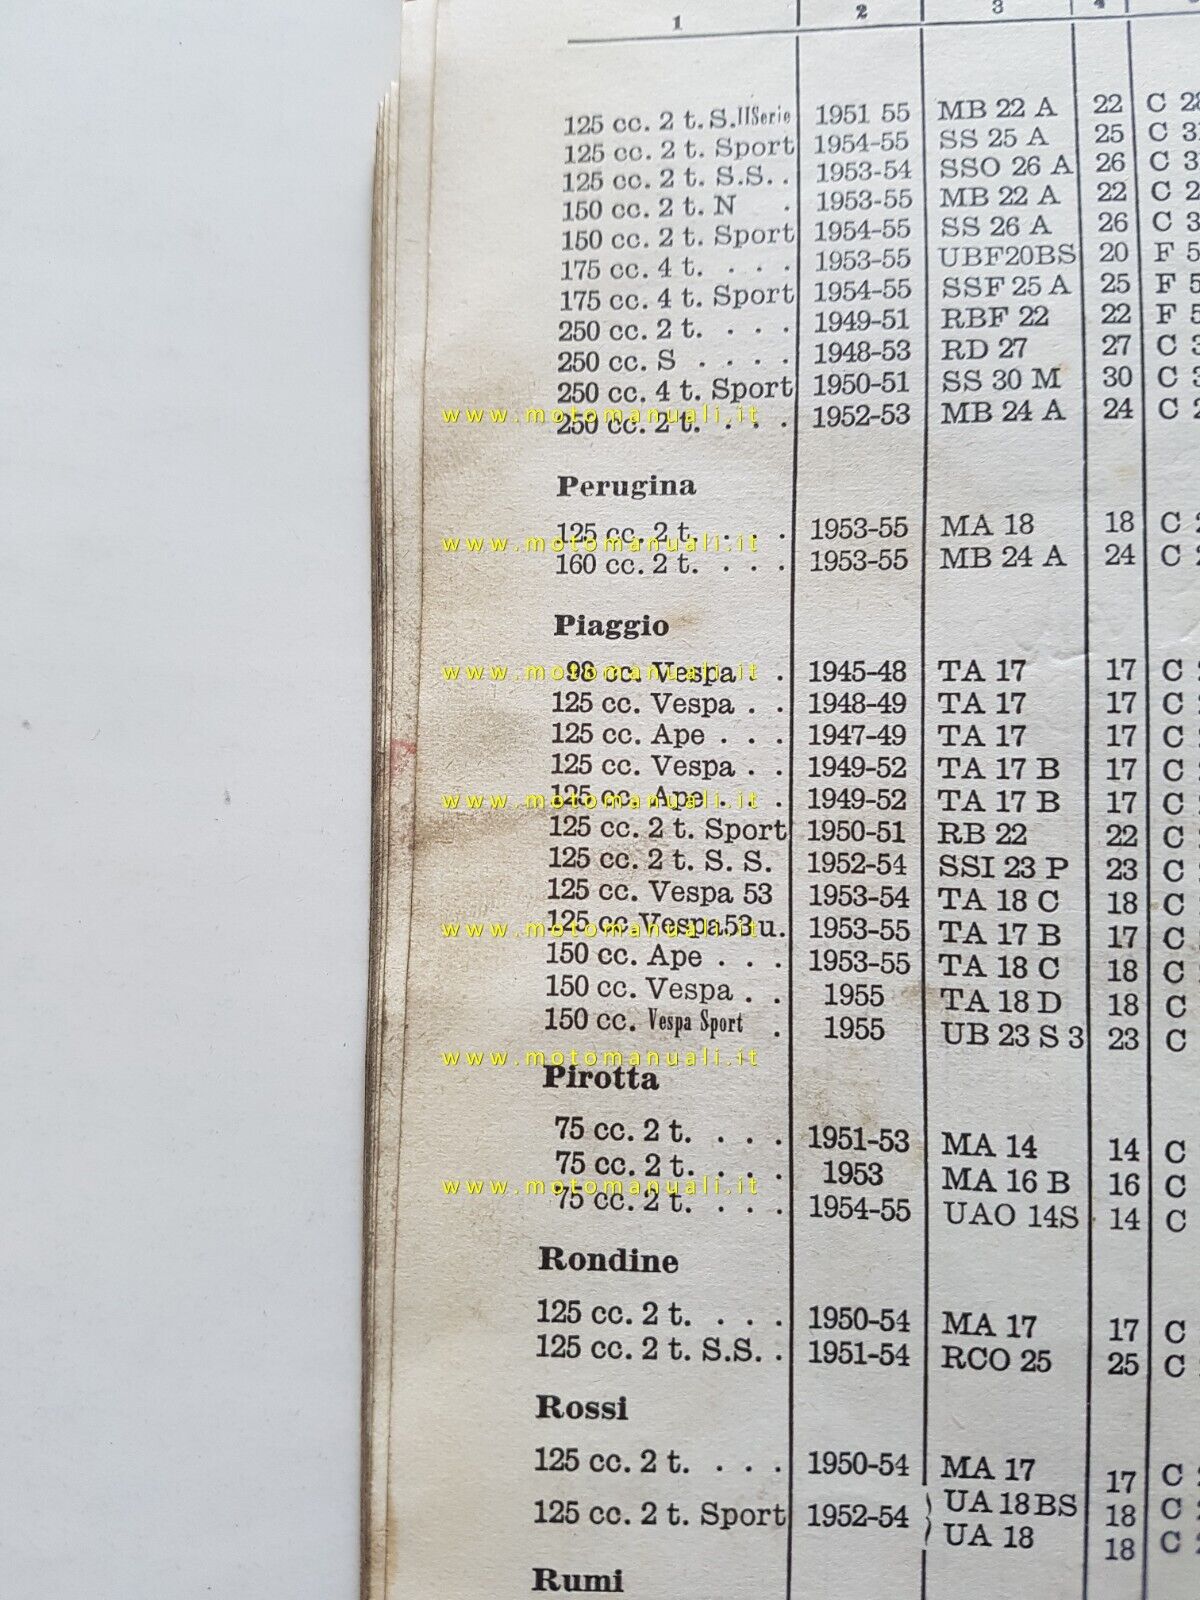 1 2 3 4
125 cc. 2 t. S. II Serie 1951 55 MB 22 A 22 C
125 cc. 2 t. Sport 1954-55 SS 25 A 25 C
125 cc. 2 t. S.S. . 1953-54 SSO 26 A 26 C
150 cc. 2 t. N . 1953-55 MB 22 A 22 C
150 cc. 2 t. Sport 1954-55 SS 26 A 26 C
175 cc. 4 t. . . . 1953-55 UBF20BS 20 F
175 cc. 4 t. Sport 1954-55 SSF 25 A 25 F
250 cc. 2 t. . . . 1949-51 RBF 22 22 F
250 cc. S . . . . 1948-53 RD 27 27 C
250 cc. 4 t. Sport 1950-51 SS 30 M 30 C
250 cc. 2 t. . . . 1952-53 MB 24 A 24 C
www.motomanuali.it
Perugina
125 cc. 2 t. . . . 1953-55 MA 18 18 C
www.motomanuali.it
160 cc. 2 t. . . . 1953-55 MB 24 A 24 C
Piaggio
98 cc. Vespa . 1945-48 TA 17 17 C
www.motomanuali.it
125 cc. Vespa . . 1948-49 TA 17 17 C
125 cc. Ape . . . 1947-49 TA 17 17 C
125 cc. Vespa . . 1949-52 TA 17 B 17 C
125 cc. Ape . . . 1949-52 TA 17 B 17 C
www.motomanuali.it
125 cc. 2 t. Sport 1950-51 RB 22 22 C
125 cc. 2 t. S. S. 1952-54 SSI 23 P 23 C
125 cc. Vespa 53 1953-54 TA 18 C 18 C
125 cc Vespa 53 u. 1953-55 TA 17 B 17 C
www.motomanuali.it
150 cc. Ape . . . 1953-55 TA 18 C 18 C
150 cc. Vespa . . 1955 TA 18 D 18 C
150 cc. Vespa Sport . 1955 UB 23 S 3 23 C
www.motomanuali.it
Pirotta
75 cc. 2 t. . . . 1951-53 MA 14 14 C
75 cc. 2 t. . . . 1953 MA 16 B 16 C
www.motomanuali.it
75 cc. 2 t. . . . 1954-55 UAO 14S 14 C
Rondine
125 cc. 2 t. . . . 1950-54 MA 17 17 C
125 cc. 2 t. S.S. . 1951-54 RCO 25 25 C
Rossi
125 cc. 2 t. . . . 1950-54 MA 17 17 C
125 cc. 2 t. Sport 1952-54 UA 18 BS 18 C
UA 18 18 C
Rumi